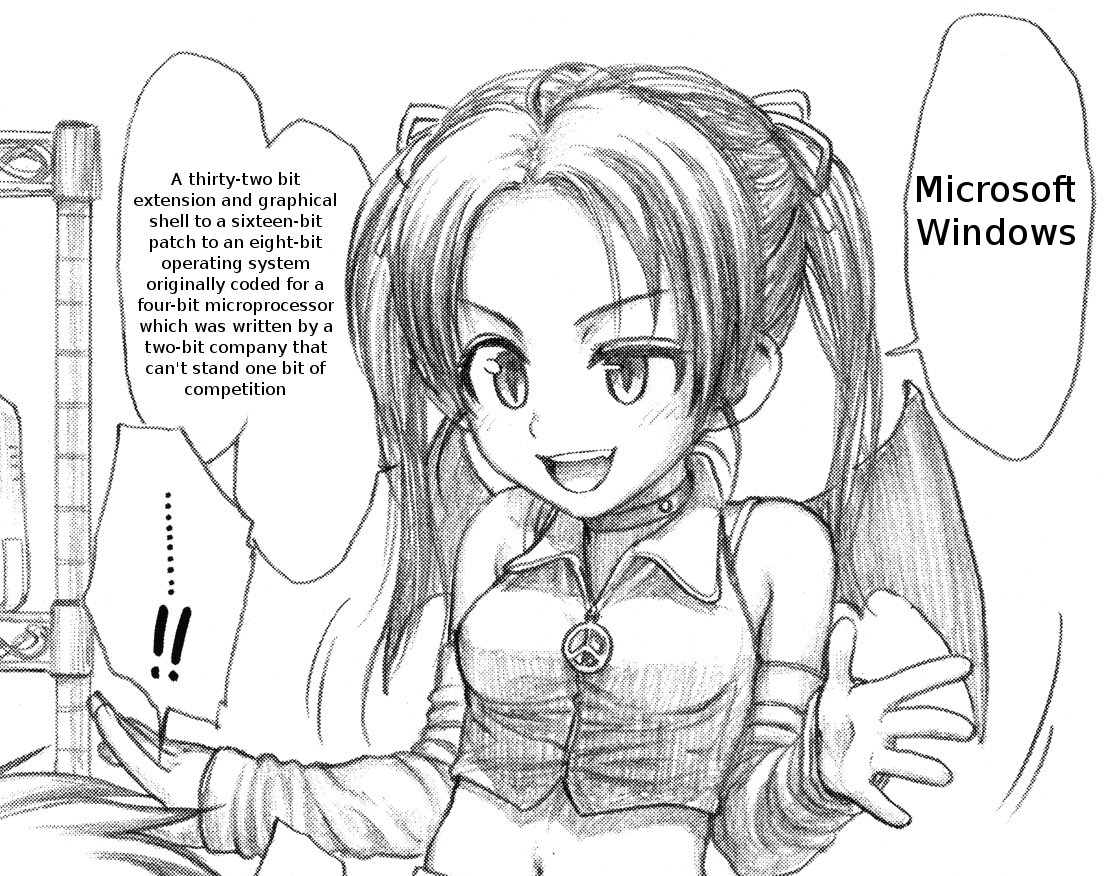 Microsoft
Windows
A thirty-two bit
extension and graphical
shell to a sixteen-bit
patch to an eight-bit
operating system
originally coded for a
four-bit microprocessor
which was written by a
two-bit company that
can't stand one bit of
competition
.........!!